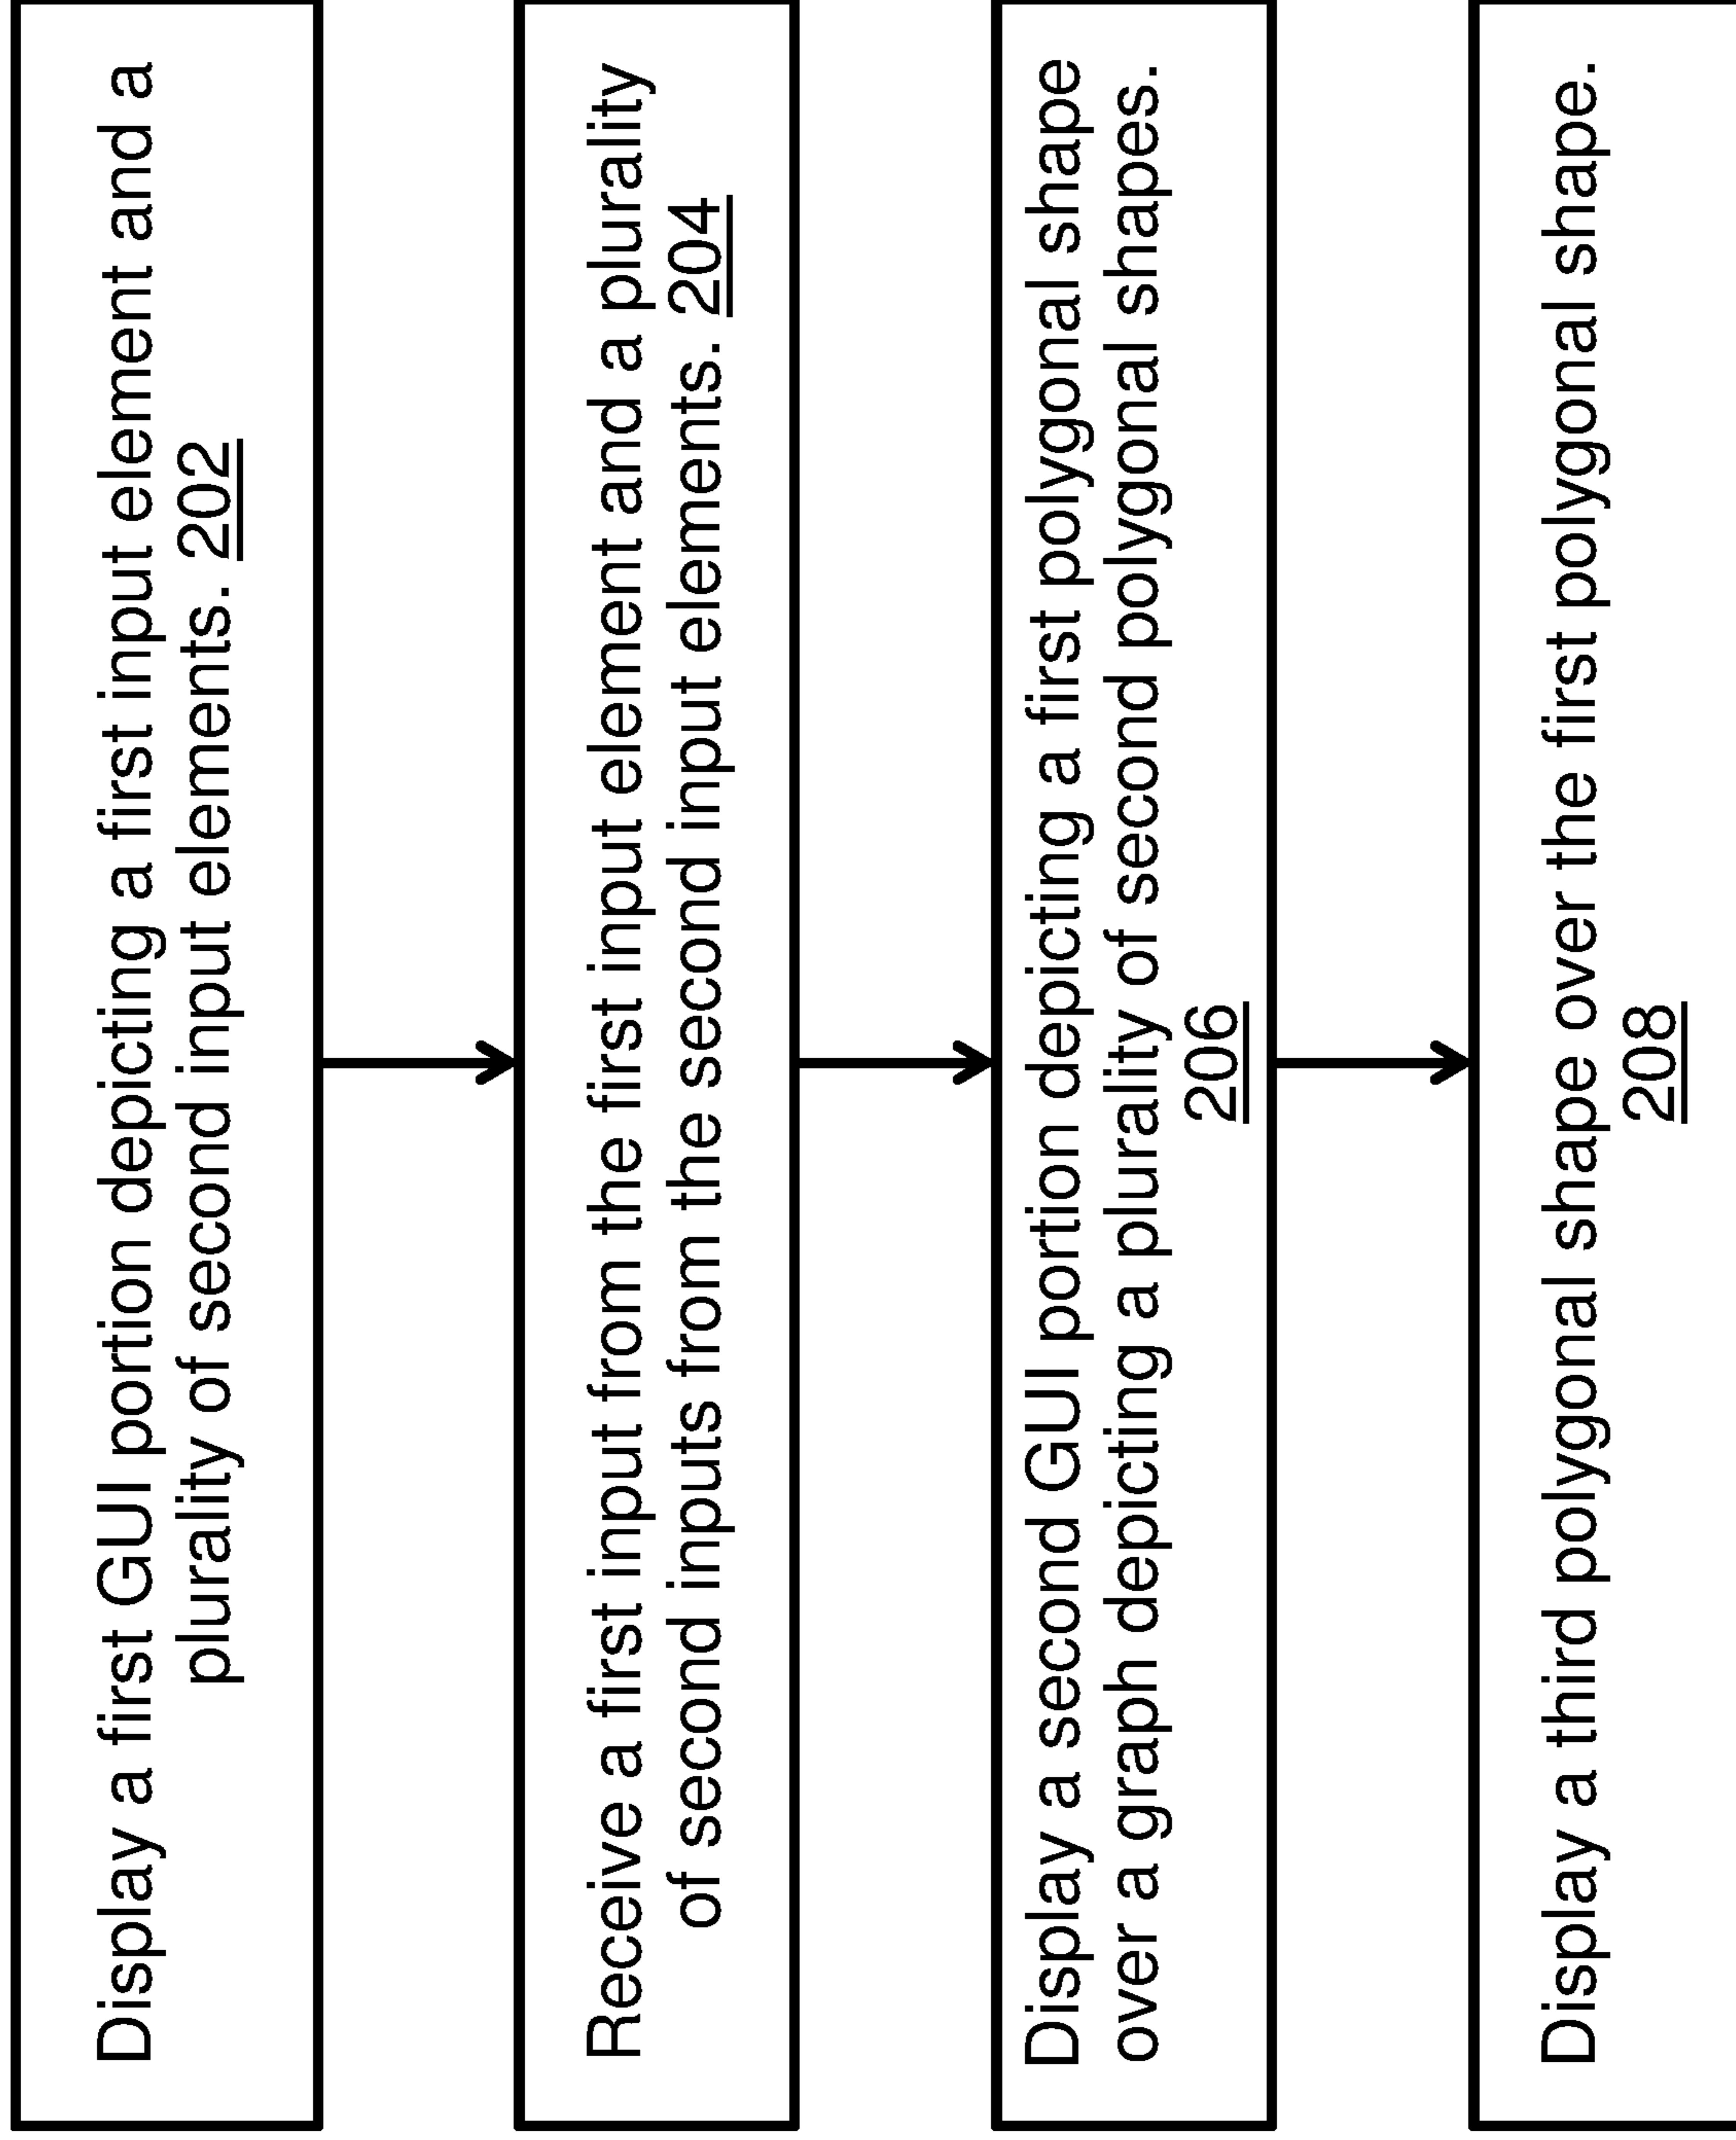 Display a first GUI portion depicting a first input element and a
plurality of second input elements. 202
Receive a first input from the first input element and a plurality
of second inputs from the second input elements. 204
Display a second GUI portion depicting a first polygonal shape
over a graph depicting a plurality of second polygonal shapes.
206
Display a third polygonal shape over the first polygonal shape.
208